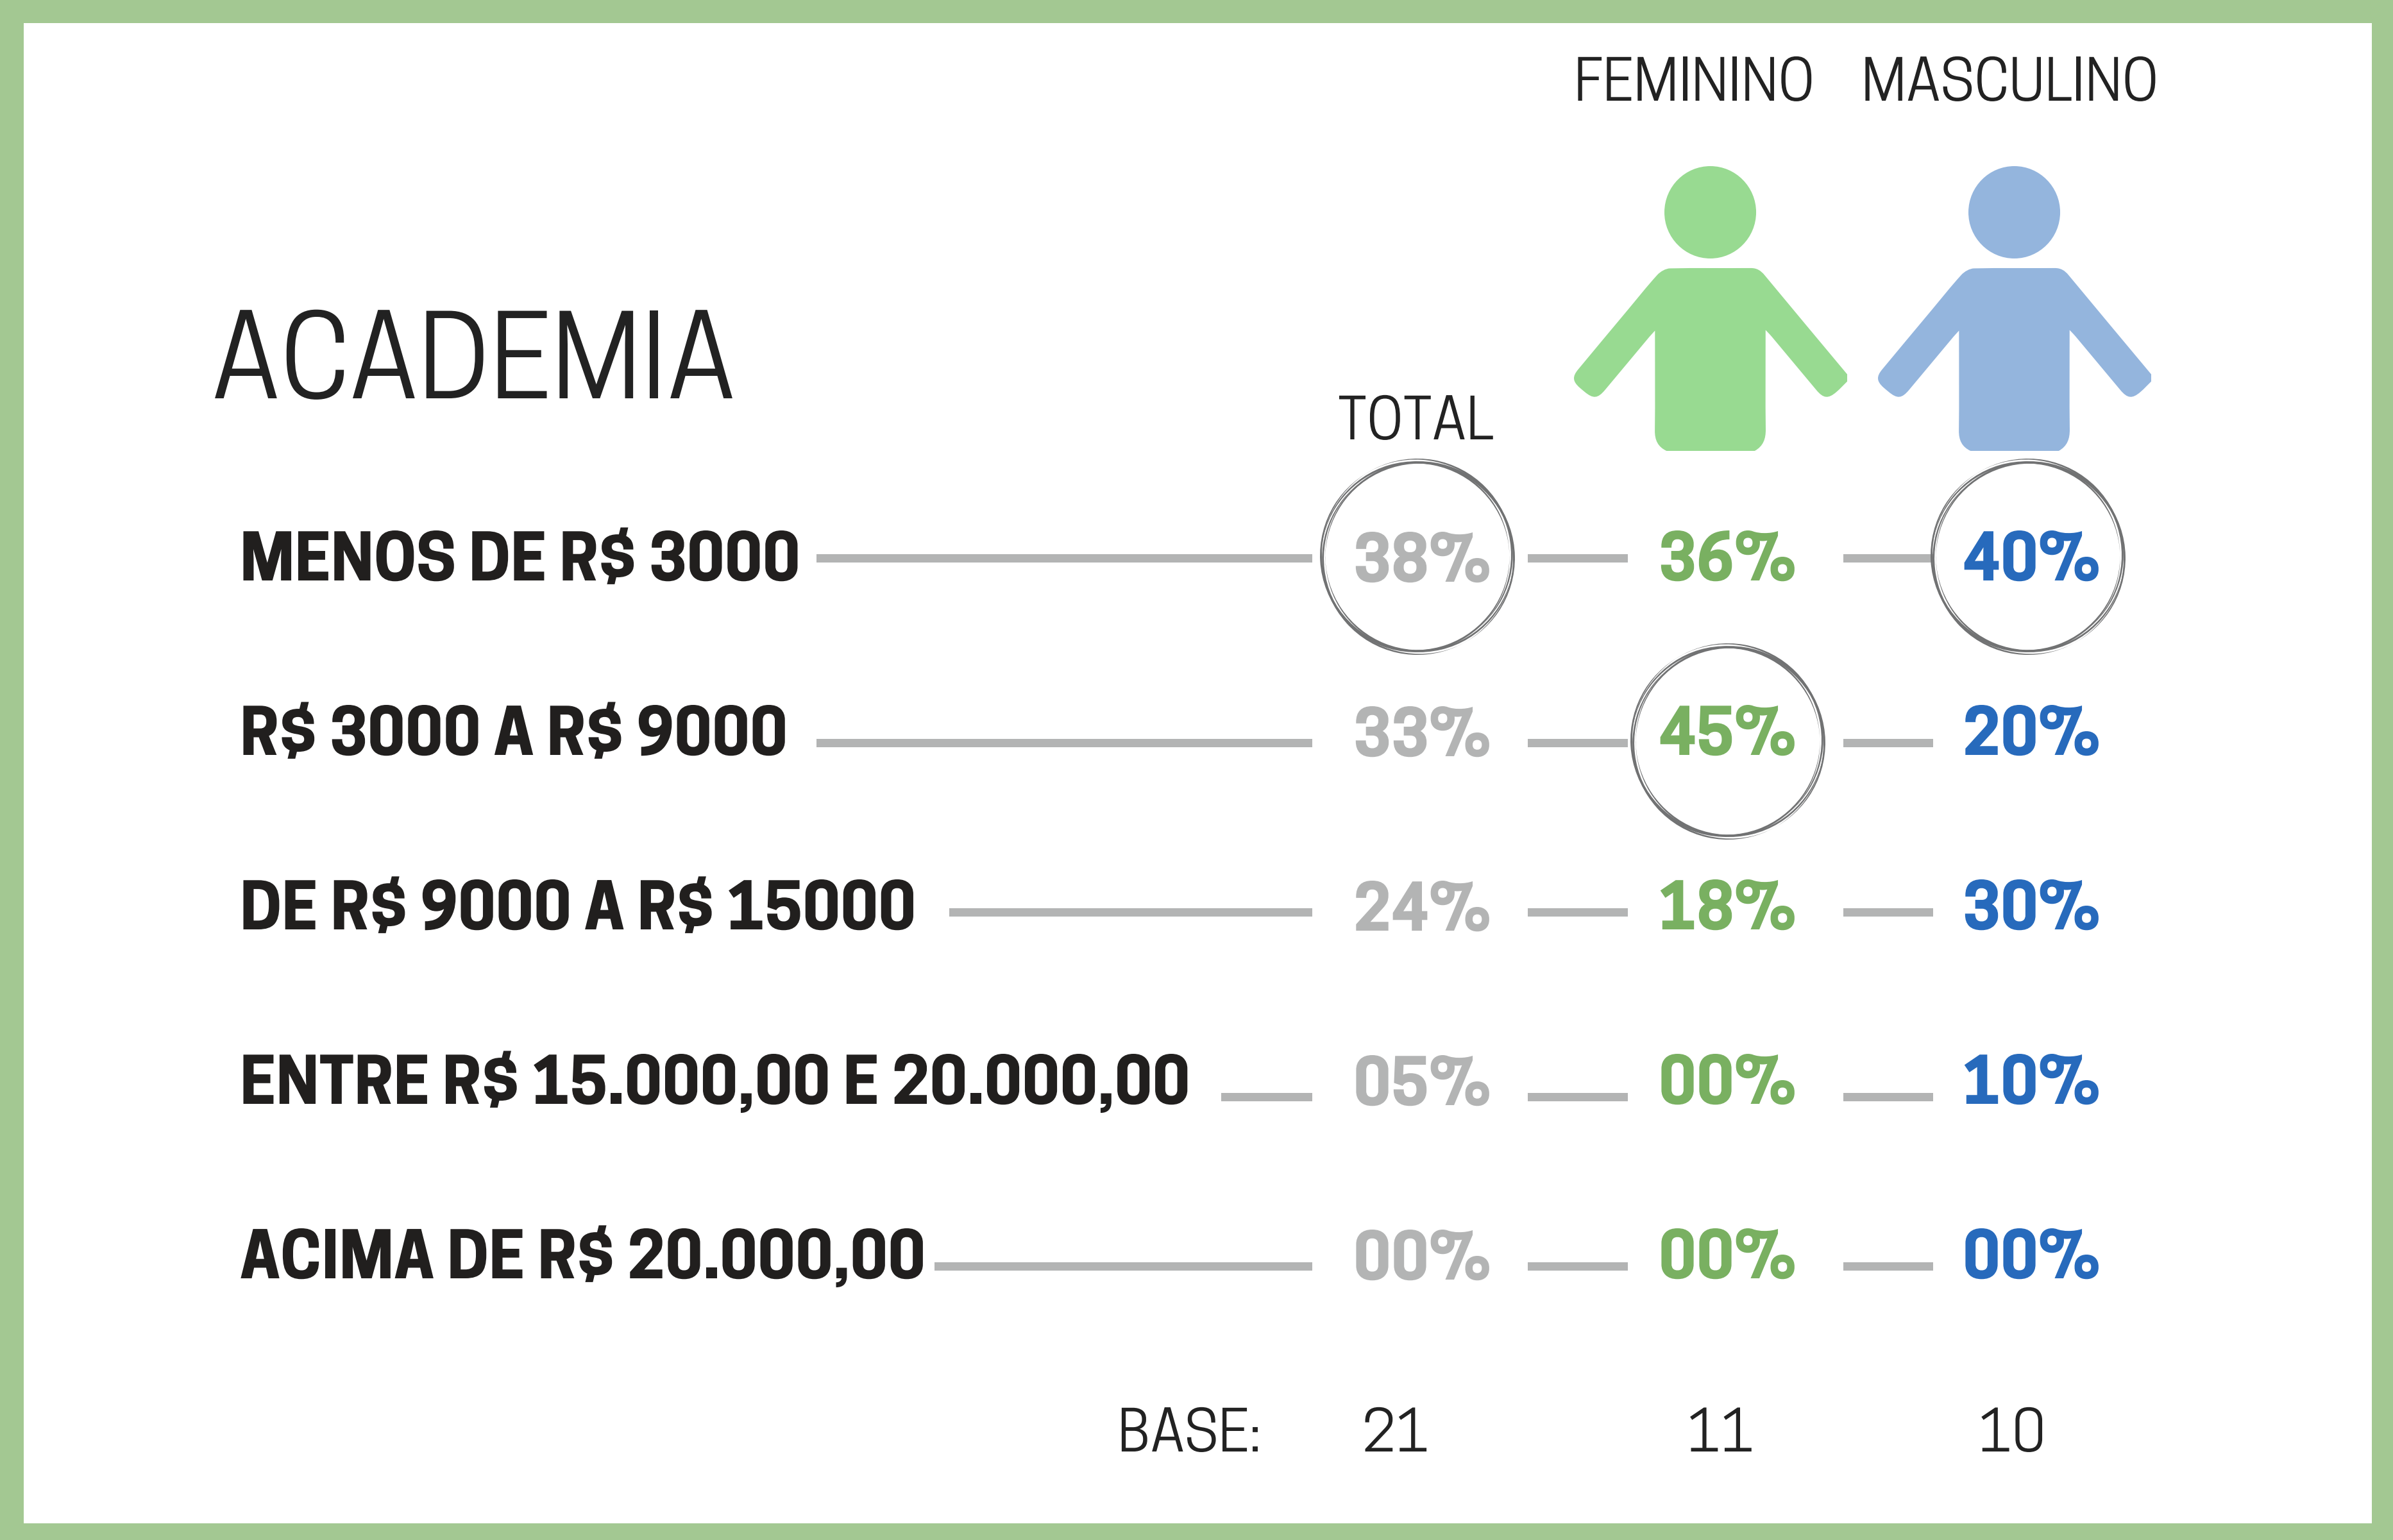 FEMININO MASCULINO
ACADEMIA
TOTAL
MENOS DE R$ 3000 38% 36% 40%
R$ 3000 A R$ 9000 33% 45% 20%
DE R$ 9000 A R$ 15000 24% 18% 30%
ENTRE R$ 15.000,00 E 20.000,00 05% 00% 10%
ACIMA DE R$ 20.000,00 00% 00% 00%
BASE: 21 11 10